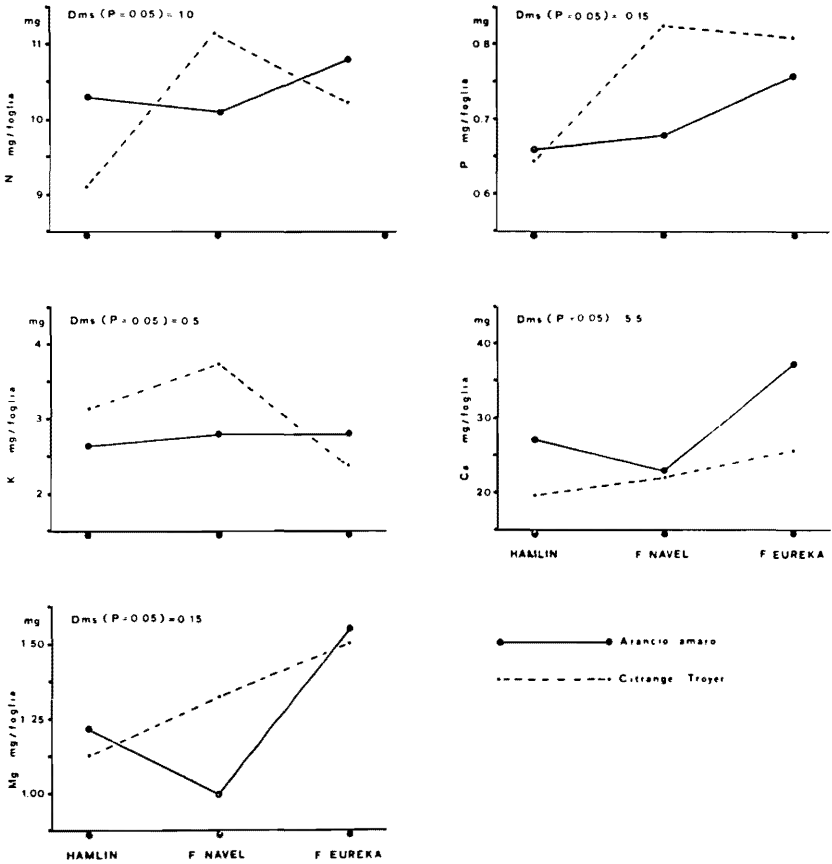 mg
Dms (P=0.05)= 1.0
11
10
9
N mg/foglia
mg
Dms (P=0.05)= 0.15
0.8
0.7
0.6
P mg/foglia
mg
Dms (P=0.05)=0.5
4
3
2
K mg/foglia
mg
Dms (P=0.05) 5.5
40
30
20
Ca mg/foglia
HAMLIN F NAVEL F EUREKA
mg
Dms (P=0.05)=0.15
1.50
1.25
1.00
Mg mg/foglia
HAMLIN F NAVEL F EUREKA
Arancio amaro
Citrange Troyer